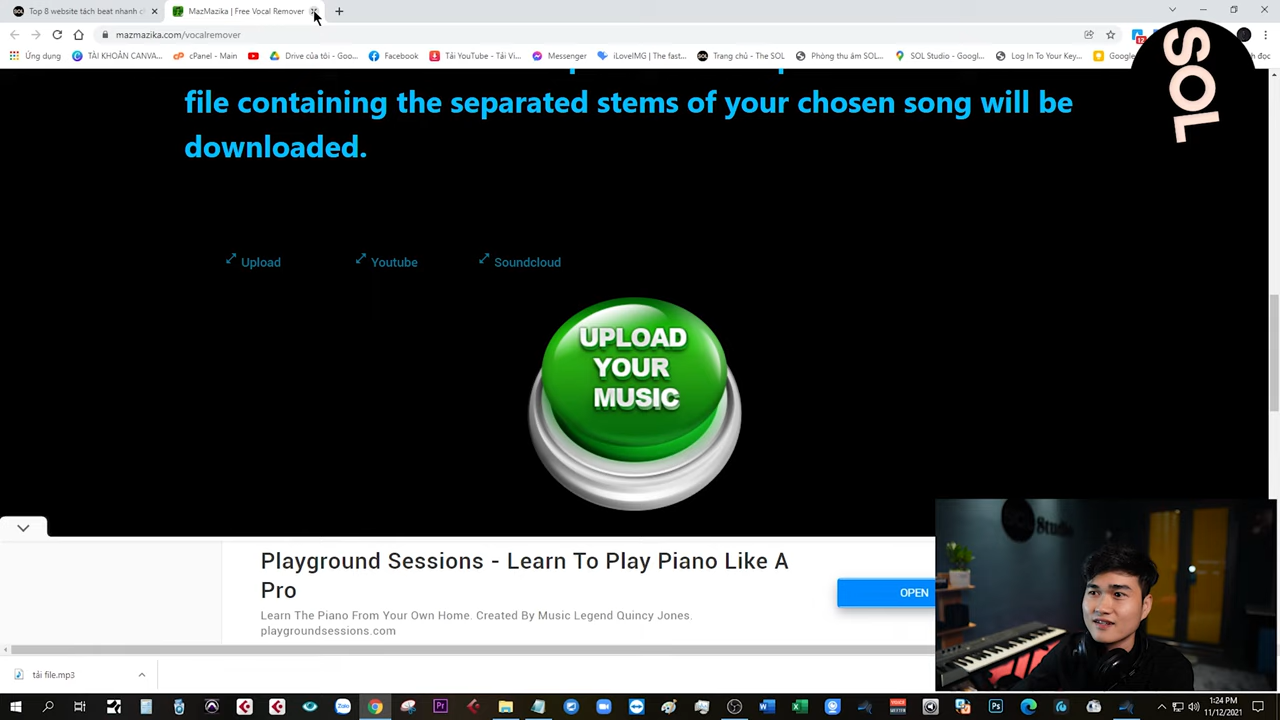 Top 8 website tách beat nhanh c
MazMazika | Free Vocal Remover
mazmazika.com/vocalremover
12
Ứng dụng
TÀI KHOẢN CANVA...
cPanel - Main
Drive của tôi - Goo...
Facebook
Tải YouTube - Tải Vi...
Messenger
iLoveIMG | The fast...
Trang chủ - The SOL
Phòng thu âm SOL...
SOL Studio - Googl...
Log In To Your Key...
Google
SOL
file containing the separated stems of your chosen song will be
downloaded.
Upload
Youtube
Soundcloud
UPLOAD
YOUR
MUSIC
Playground Sessions - Learn To Play Piano Like A
Pro
OPEN
Learn The Piano From Your Own Home. Created By Music Legend Quincy Jones.
playgroundsessions.com
SOL Studio
tải file.mp3
1:24 PM
11/12/2021